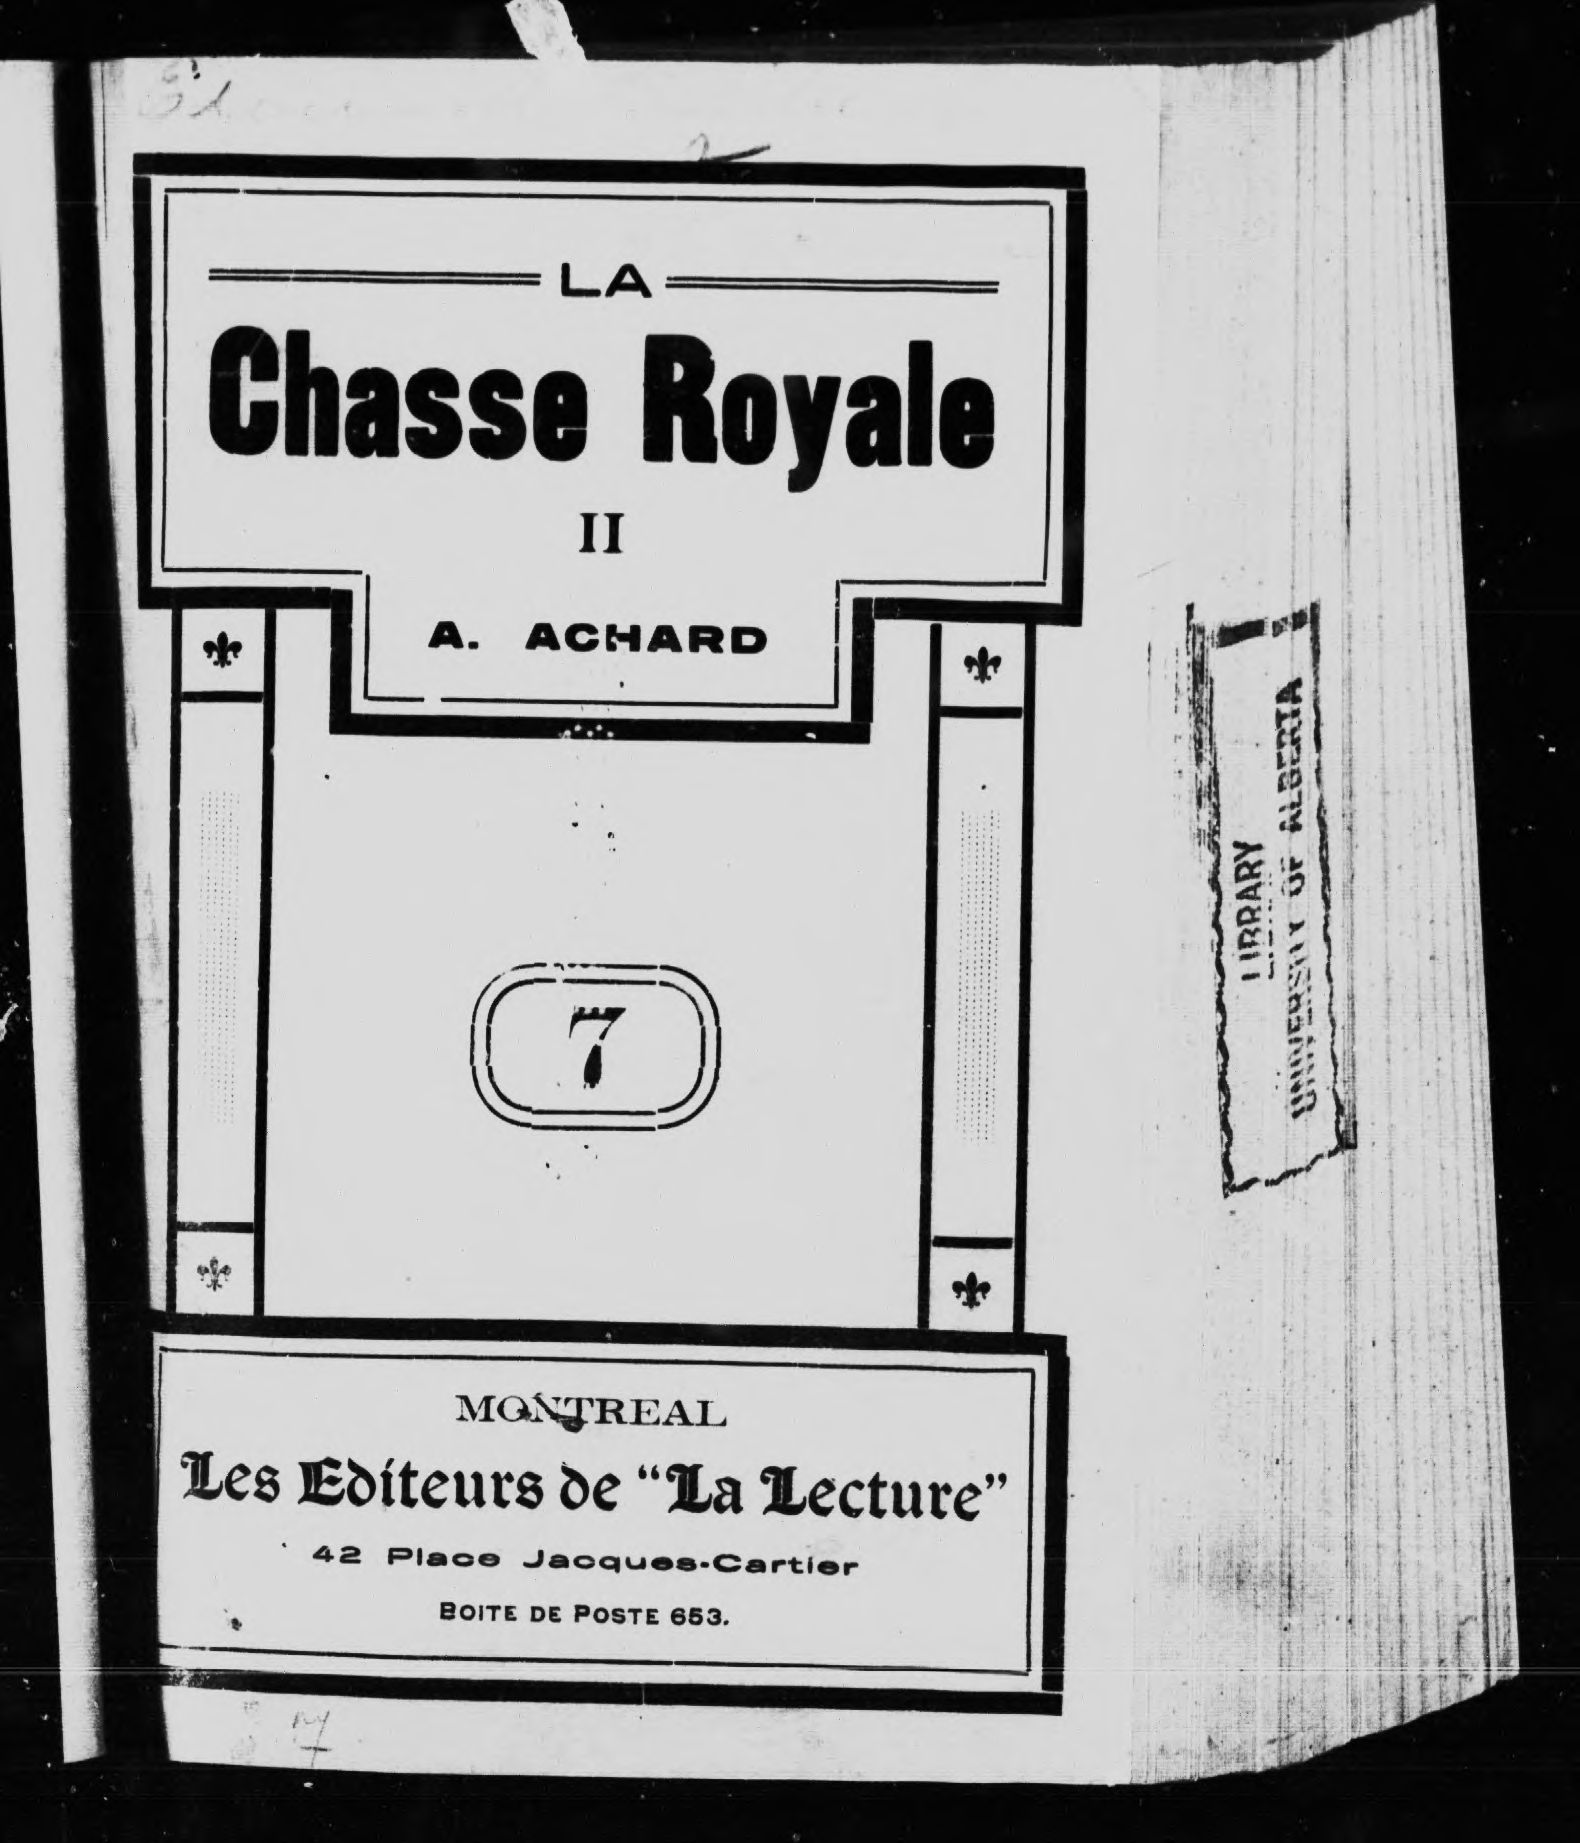 LA
Chasse Royale
II
A. ACHARD
7
MONTREAL
Les Editeurs de "La Lecture"
42 Place Jacques-Cartier
BOITE DE POSTE 653.
LIBRARY
UNIVERSITY OF ALBERTA